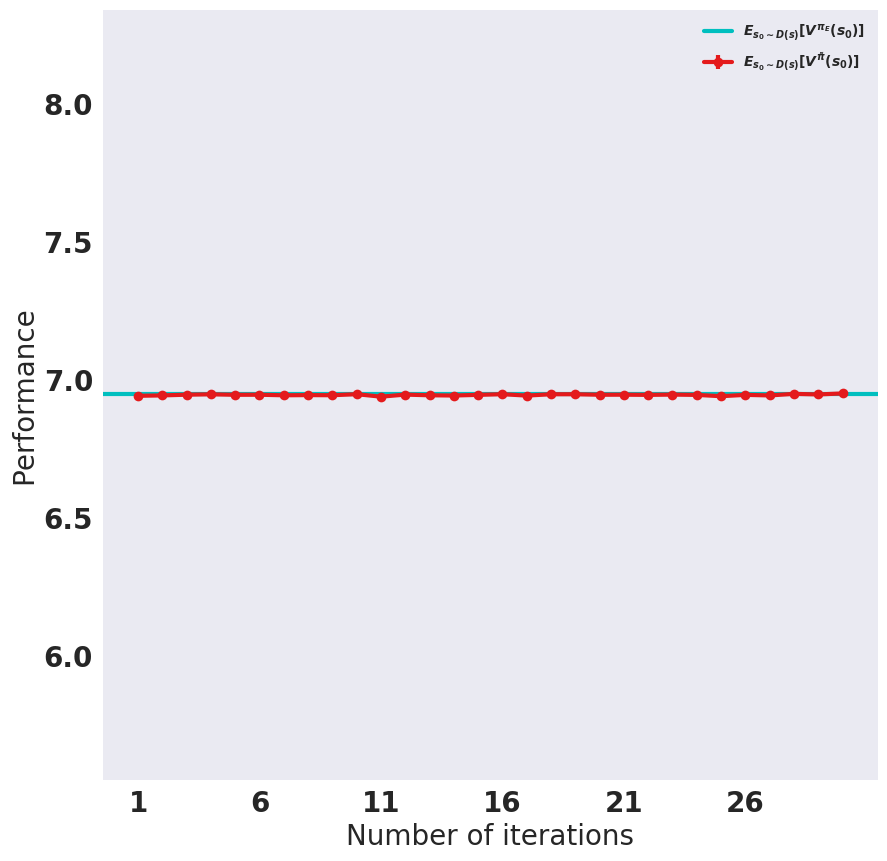 E_{s_0∼D(s)}[V^{π_E}(s_0)]
E_{s_0∼D(s)}[V^{π̃}(s_0)]
8.0
7.5
7.0
6.5
6.0
Performance
1 6 11 16 21 26
Number of iterations